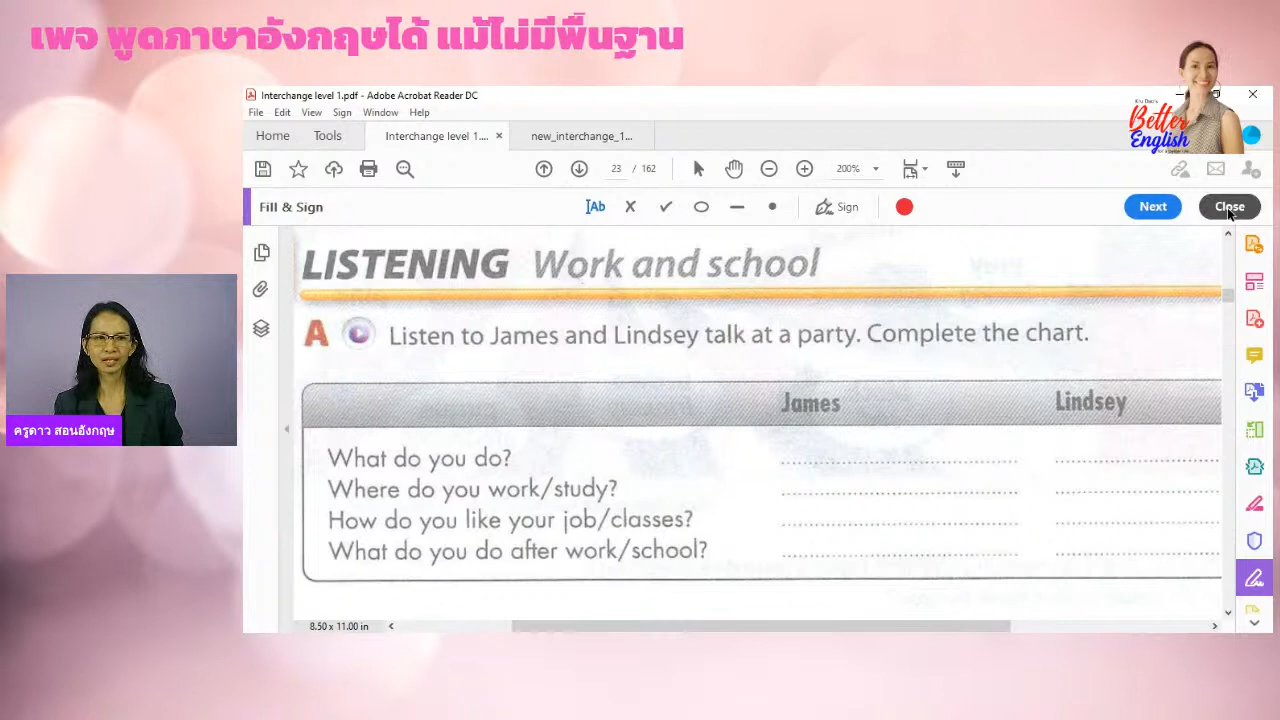 เพจ พูดภาษาอังกฤษได้ แม้ไม่มีพื้นฐาน
Interchange level 1.pdf - Adobe Acrobat Reader DC
File Edit View Sign Window Help
Better
English
Home Tools Interchange level 1.... × new_interchange_1...
23 / 162 200%
Fill & Sign Ab Sign Next Close
LISTENING Work and school
A Listen to James and Lindsey talk at a party. Complete the chart.
James Lindsey
What do you do?
Where do you work/study?
How do you like your job/classes?
What do you do after work/school?
ครูดาว สอนอังกฤษ
8.50 x 11.00 in